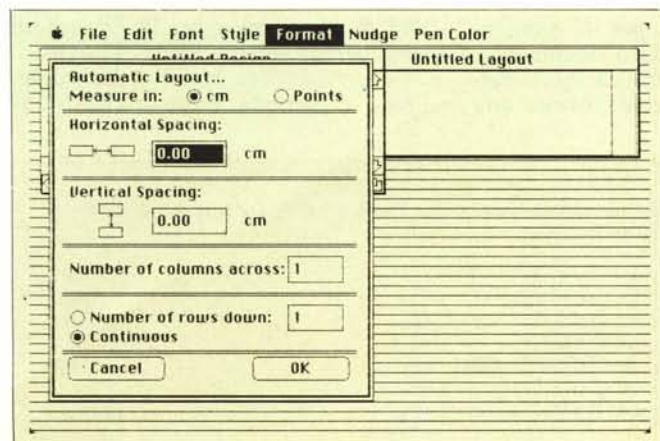 File Edit Font Style Format Nudge Pen Color
Untitled Design Untitled Layout
Automatic Layout...
Measure in: cm Points
Horizontal Spacing:
0.00 cm
Vertical Spacing:
0.00 cm
Number of columns across: 1
Number of rows down: 1
Continuous
Cancel OK